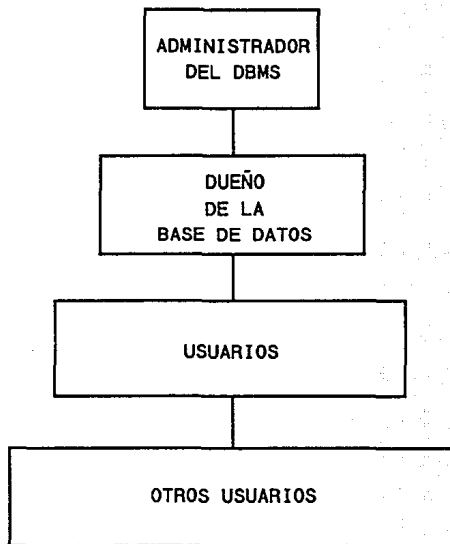 ADMINISTRADOR
DEL DBMS
DUEÑO
DE LA
BASE DE DATOS
USUARIOS
OTROS USUARIOS